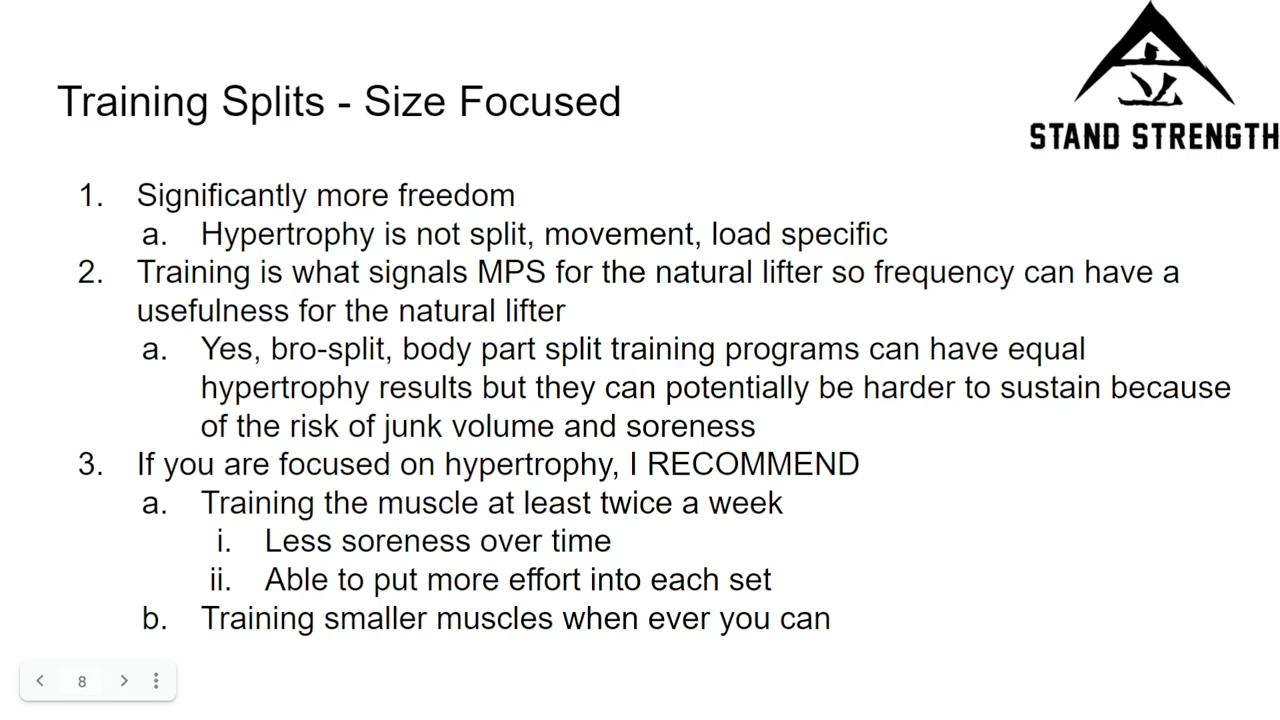 Training Splits - Size Focused
立
STAND STRENGTH
1. Significantly more freedom
a. Hypertrophy is not split, movement, load specific
2. Training is what signals MPS for the natural lifter so frequency can have a
usefulness for the natural lifter
a. Yes, bro-split, body part split training programs can have equal
hypertrophy results but they can potentially be harder to sustain because
of the risk of junk volume and soreness
3. If you are focused on hypertrophy, I RECOMMEND
a. Training the muscle at least twice a week
i. Less soreness over time
ii. Able to put more effort into each set
b. Training smaller muscles when ever you can
8